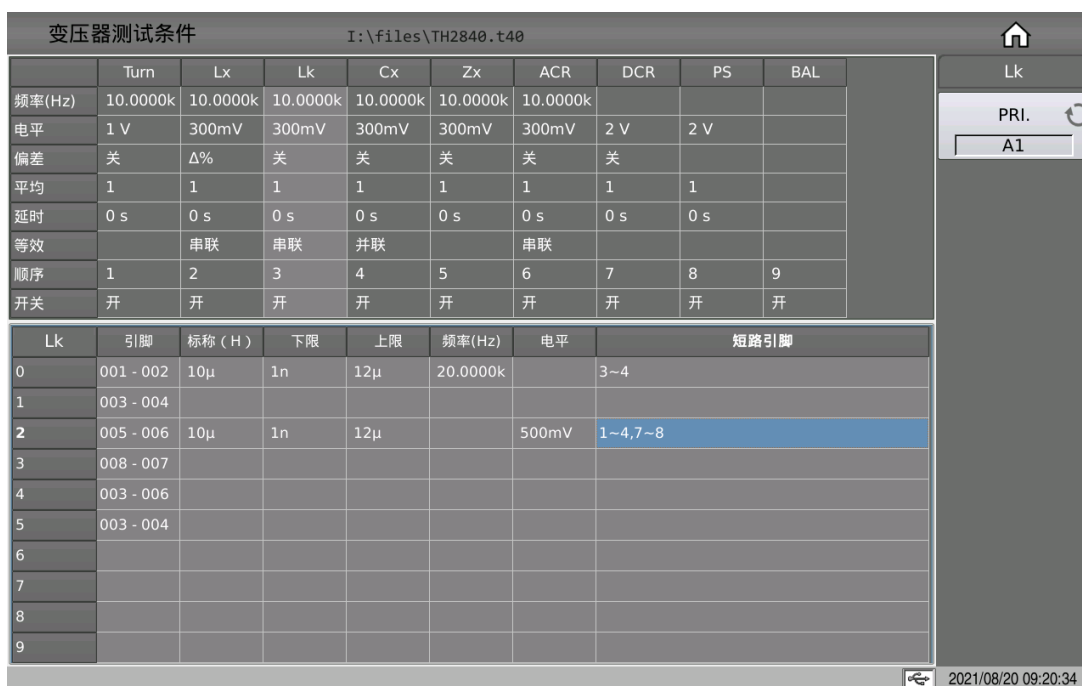 变压器测试条件 I:\files\TH2840.t40
Turn Lx Lk Cx Zx ACR DCR PS BAL
频率(Hz) 10.0000k 10.0000k 10.0000k 10.0000k 10.0000k 10.0000k
电平 1 V 300mV 300mV 300mV 300mV 300mV 2 V 2 V
偏差 关 Δ% 关 关 关 关 关
平均 1 1 1 1 1 1 1 1
延时 0 s 0 s 0 s 0 s 0 s 0 s 0 s 0 s
等效 串联 串联 并联 串联
顺序 1 2 3 4 5 6 7 8 9
开关 开 开 开 开 开 开 开 开 开
Lk 引脚 标称 ( H ) 下限 上限 频率(Hz) 电平 短路引脚
0 001 - 002 10μ 1n 12μ 20.0000k 3~4
1 003 - 004
2 005 - 006 10μ 1n 12μ 500mV 1~4,7~8
3 008 - 007
4 003 - 006
5 003 - 004
6
7
8
9
Lk
PRI.
A1
2021/08/20 09:20:34